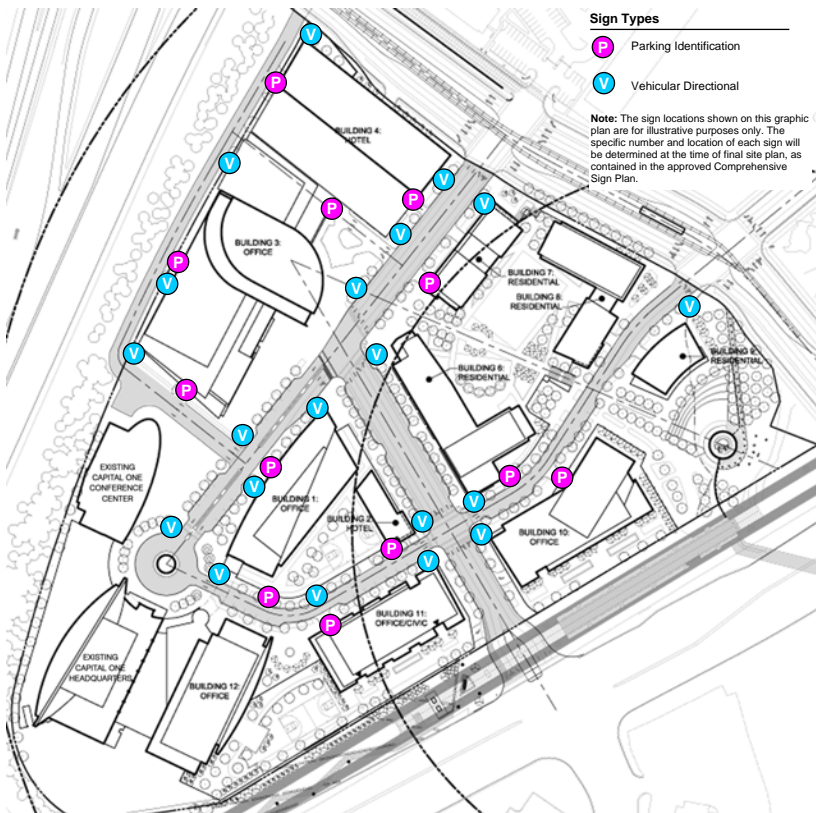 Sign Types
P Parking Identification
V Vehicular Directional
Note: The sign locations shown on this graphic
plan are for illustrative purposes only. The
specific number and location of each sign will
be determined at the time of final site plan, as
contained in the approved Comprehensive
Sign Plan.
V
P
BUILDING 4:
HOTEL
V
V
P
V
P
V
BUILDING 3:
OFFICE
P
V
BUILDING 7:
RESIDENTIAL
P
V
V
BUILDING 8:
RESIDENTIAL
V
V
V
BUILDING 9:
RESIDENTIAL
BUILDING 6:
RESIDENTIAL
P
V
V
EXISTING
CAPITAL ONE
CONFERENCE
CENTER
P
V
BUILDING 1:
OFFICE
P
P
V
V
BUILDING 2:
HOTEL
V
V
BUILDING 10:
OFFICE
P
V
V
P
V
BUILDING 11:
OFFICE/CIVIC
P
EXISTING
CAPITAL ONE
HEADQUARTERS
BUILDING 12:
OFFICE